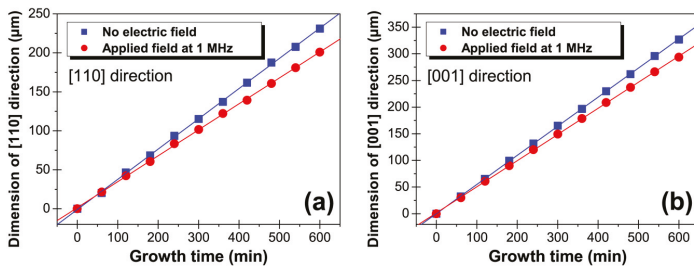 Dimension of [110] direction (μm)
250
200
150
100
50
0
No electric field
Applied field at 1 MHz
[110] direction
(a)
0 100 200 300 400 500 600
Growth time (min)
Dimension of [001] direction (μm)
350
300
250
200
150
100
50
0
No electric field
Applied field at 1 MHz
[001] direction
(b)
0 100 200 300 400 500 600
Growth time (min)